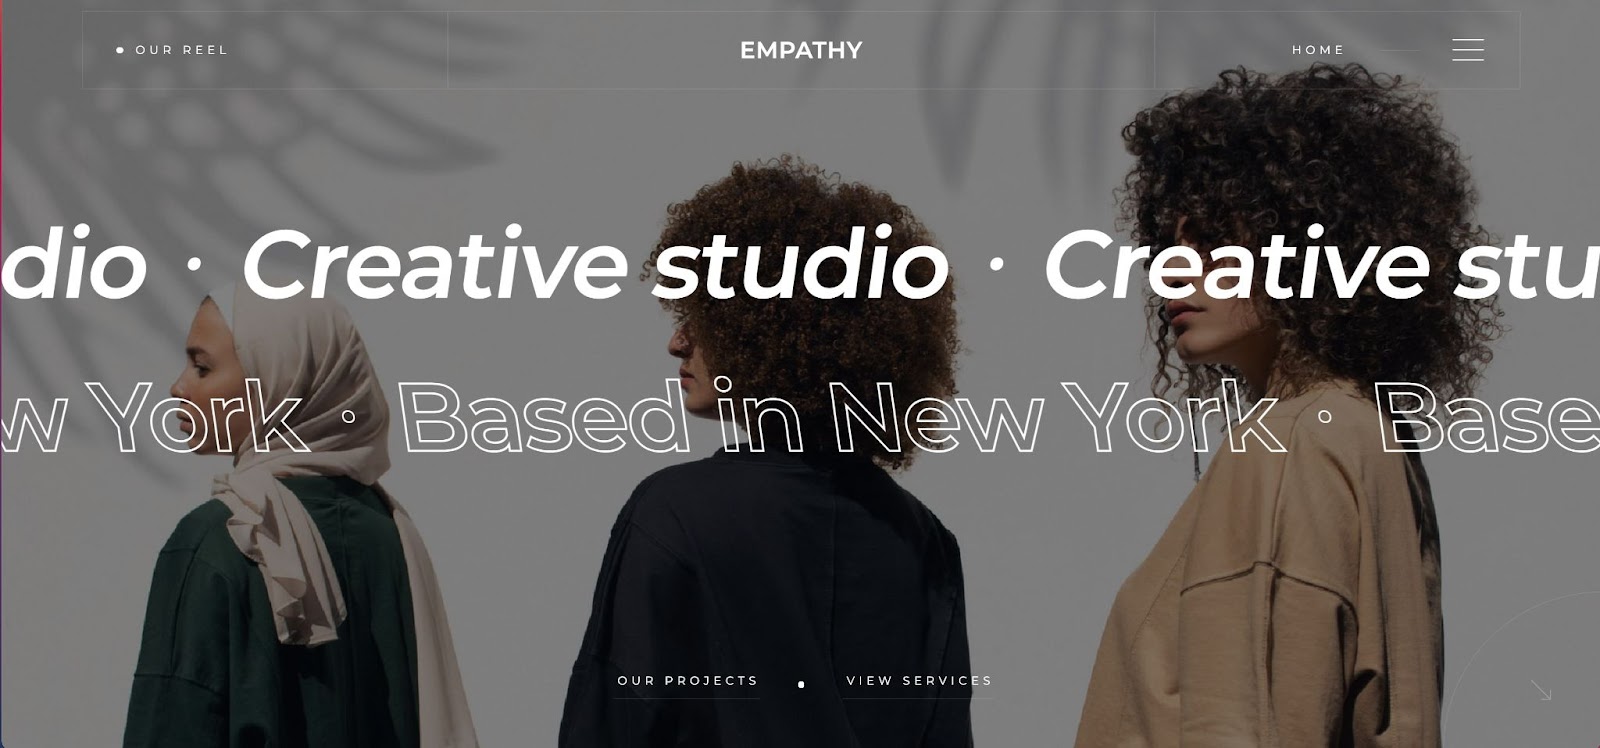 OUR REEL
EMPATHY
HOME
dio · Creative studio · Creative stu
w York · Based in New York · Base
OUR PROJECTS
VIEW SERVICES